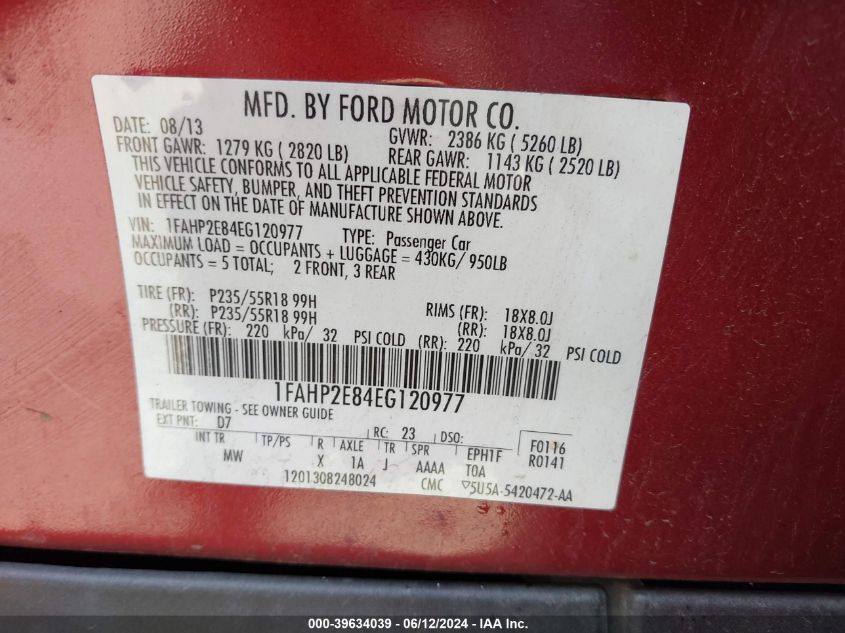 MFD. BY FORD MOTOR CO.
DATE: 08/13 GVWR: 2386 KG ( 5260 LB)
FRONT GAWR: 1279 KG ( 2820 LB) REAR GAWR: 1143 KG ( 2520 LB)
THIS VEHICLE CONFORMS TO ALL APPLICABLE FEDERAL MOTOR
VEHICLE SAFETY, BUMPER, AND THEFT PREVENTION STANDARDS
IN EFFECT ON THE DATE OF MANUFACTURE SHOWN ABOVE.
VIN: 1FAHP2E84EG120977 TYPE: Passenger Car
MAXIMUM LOAD = OCCUPANTS + LUGGAGE = 430KG/ 950LB
OCCUPANTS = 5 TOTAL; 2 FRONT, 3 REAR
TIRE (FR): P235/55R18 99H RIMS (FR): 18X8.0J
(RR): P235/55R18 99H (RR): 18X8.0J
PRESSURE (FR): 220 kPa/ 32 PSI COLD (RR): 220 kPa/ 32 PSI COLD
1FAHP2E84EG120977
TRAILER TOWING - SEE OWNER GUIDE
EXT PNT: D7 RC: 23 DSO: F0116
INT TR TP/PS R AXLE TR SPR EPH1F R0141
MW X 1A J AAAA T0A
1201308248024 CMC ▽5U5A-5420472-AA
000-39634039 - 06/12/2024 - IAA Inc.